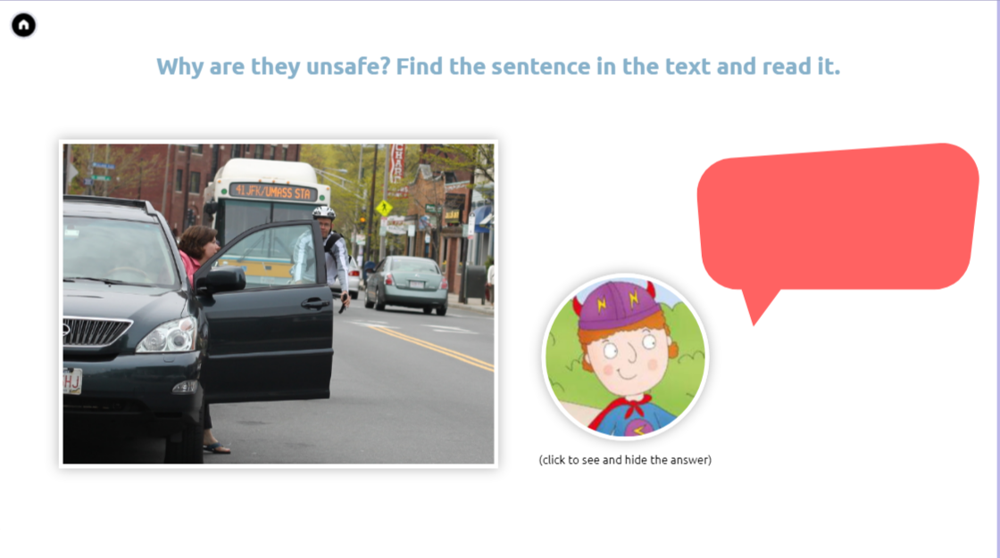 Why are they unsafe? Find the sentence in the text and read it.
41 JFK/UMASS STA
HJ
N N
(click to see and hide the answer)